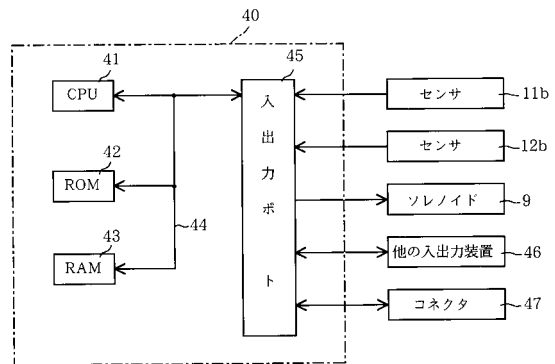 40
41
CPU
45
入出力ポート
センサ
11b
センサ
12b
42
ROM
ソレノイド
9
43
RAM
44
他の入出力装置
46
コネクタ
47